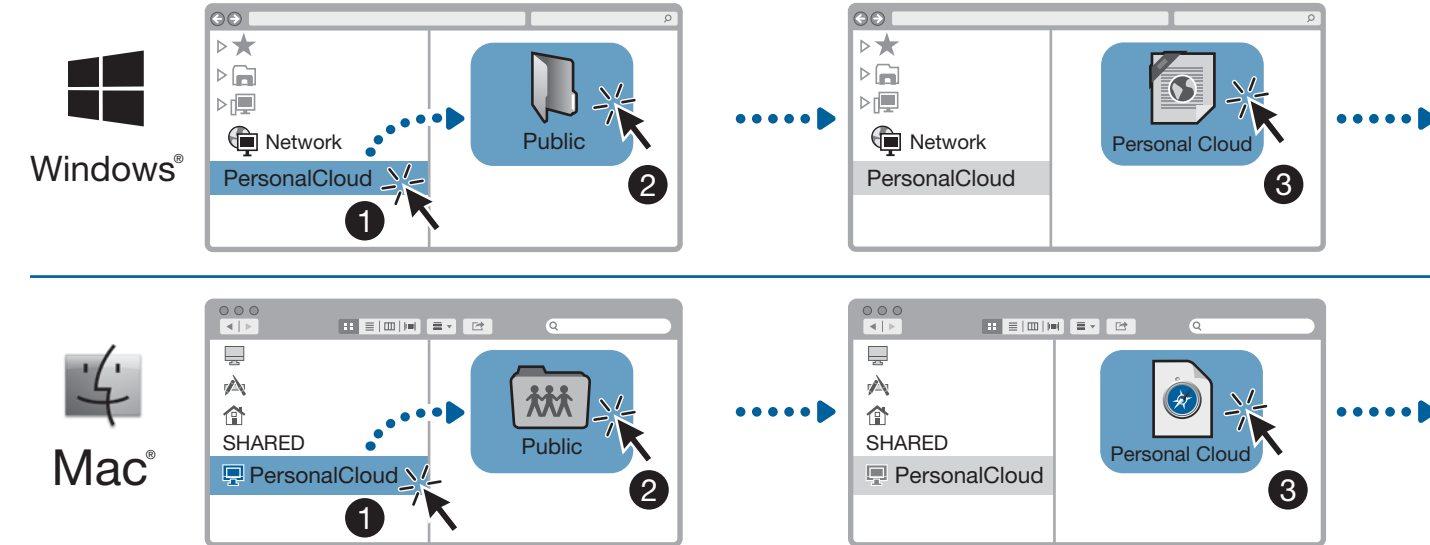 Windows®
Network
PersonalCloud
1
Public
2
Network
PersonalCloud
Personal Cloud
3
Mac®
SHARED
PersonalCloud
1
Public
2
SHARED
PersonalCloud
Personal Cloud
3